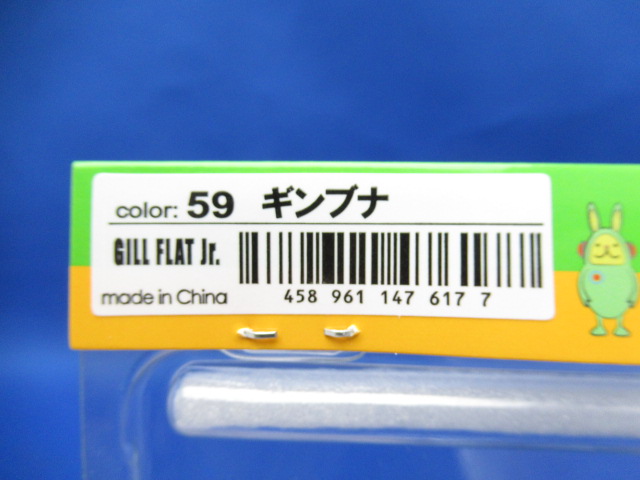 color: 59 ギンブナ
GILL FLAT Jr.
made in China
458 961 147 617 7